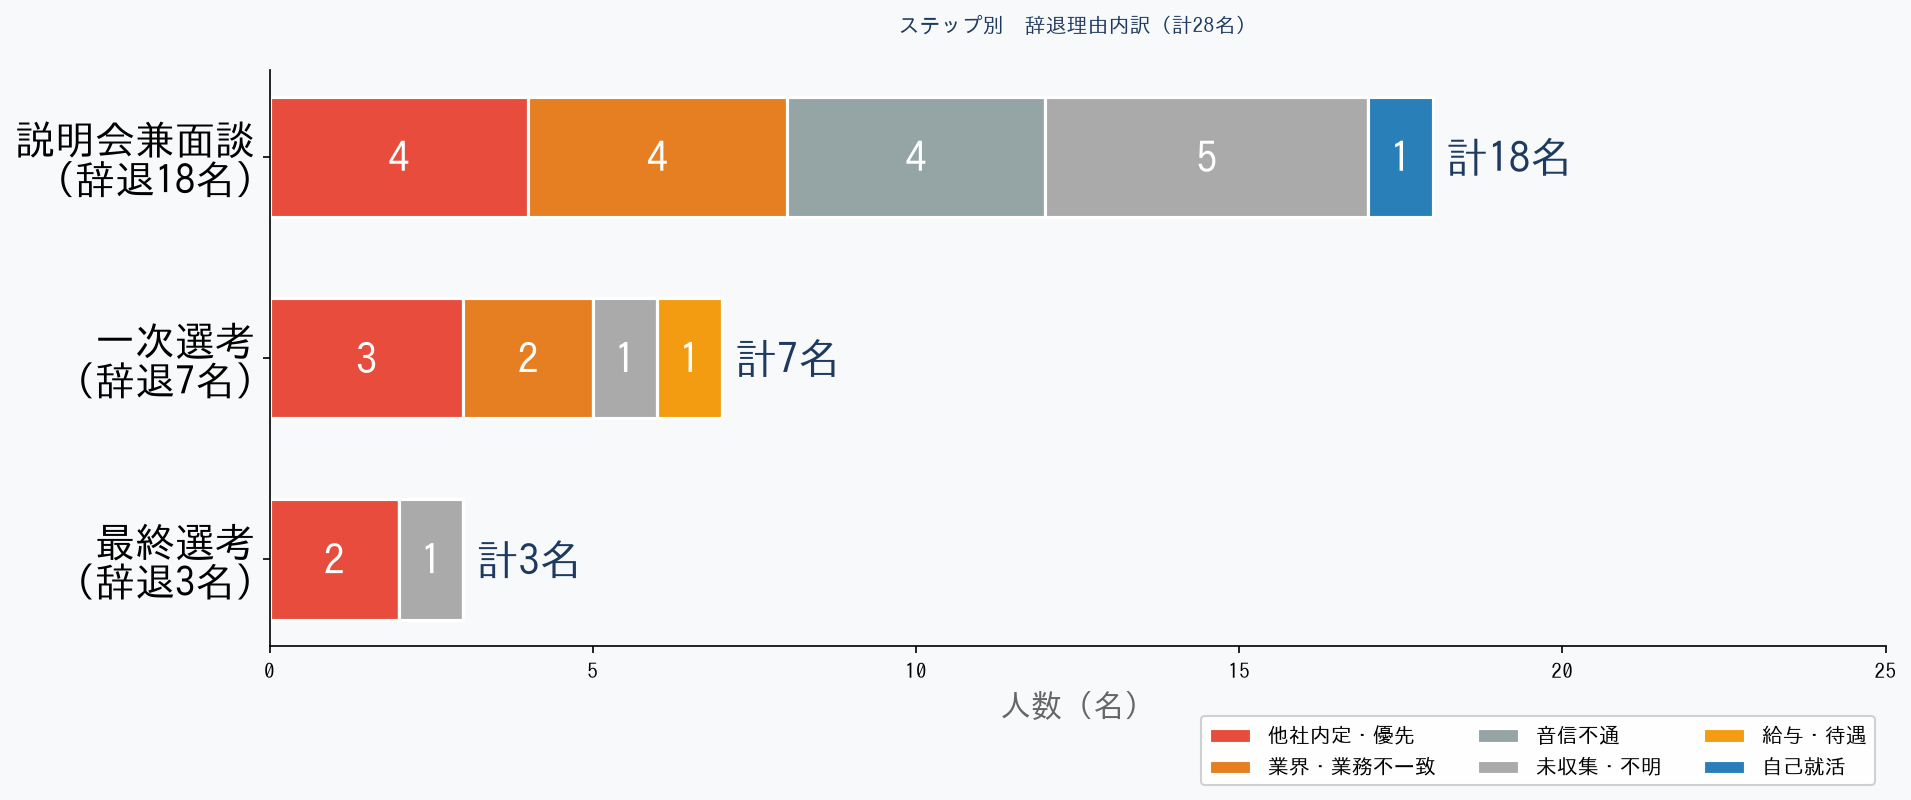 ステップ別　辞退理由内訳（計28名）
説明会兼面談
（辞退18名）
4 4 4 5 1 計18名
一次選考
（辞退7名）
3 2 1 1 計7名
最終選考
（辞退3名）
2 1 計3名
0 5 10 15 20 25
人数（名）
他社内定・優先 音信不通 給与・待遇
業界・業務不一致 未収集・不明 自己就活